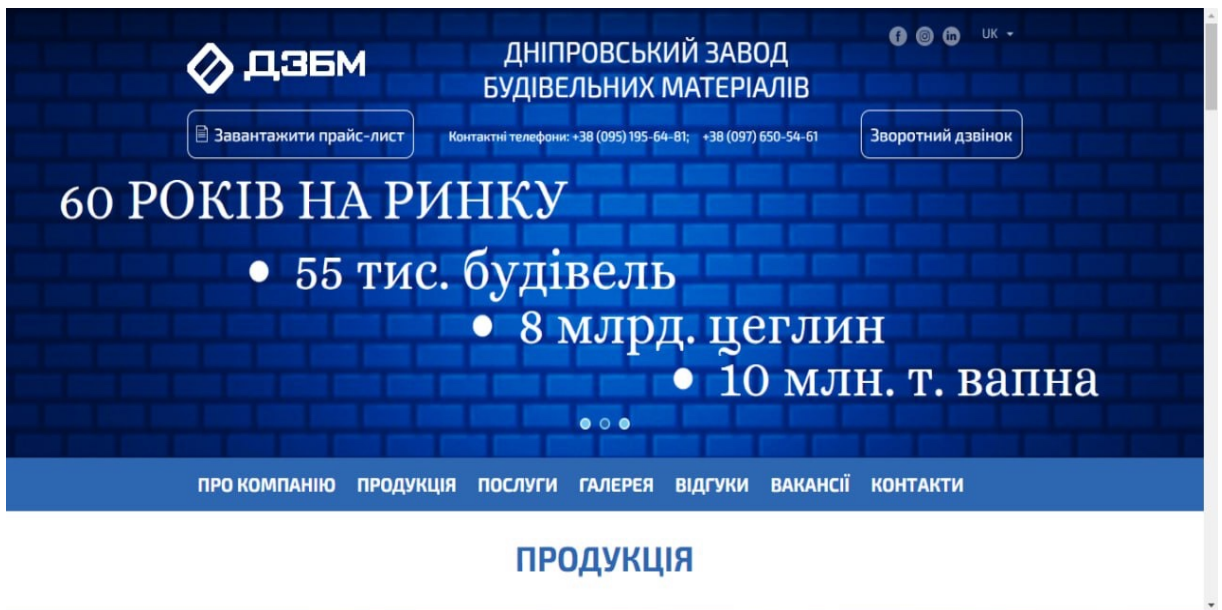 ДЗБМ
ДНІПРОВСЬКИЙ ЗАВОД
БУДІВЕЛЬНИХ МАТЕРІАЛІВ
f in UK
Завантажити прайс-лист
Контактні телефони: +38 (095) 195-64-81; +38 (097) 650-54-61
Зворотний дзвінок
60 РОКІВ НА РИНКУ
• 55 тис. будівель
• 8 млрд. цеглин
• 10 млн. т. вапна
ПРО КОМПАНІЮ ПРОДУКЦІЯ ПОСЛУГИ ГАЛЕРЕЯ ВІДГУКИ ВАКАНСІЇ КОНТАКТИ
ПРОДУКЦІЯ